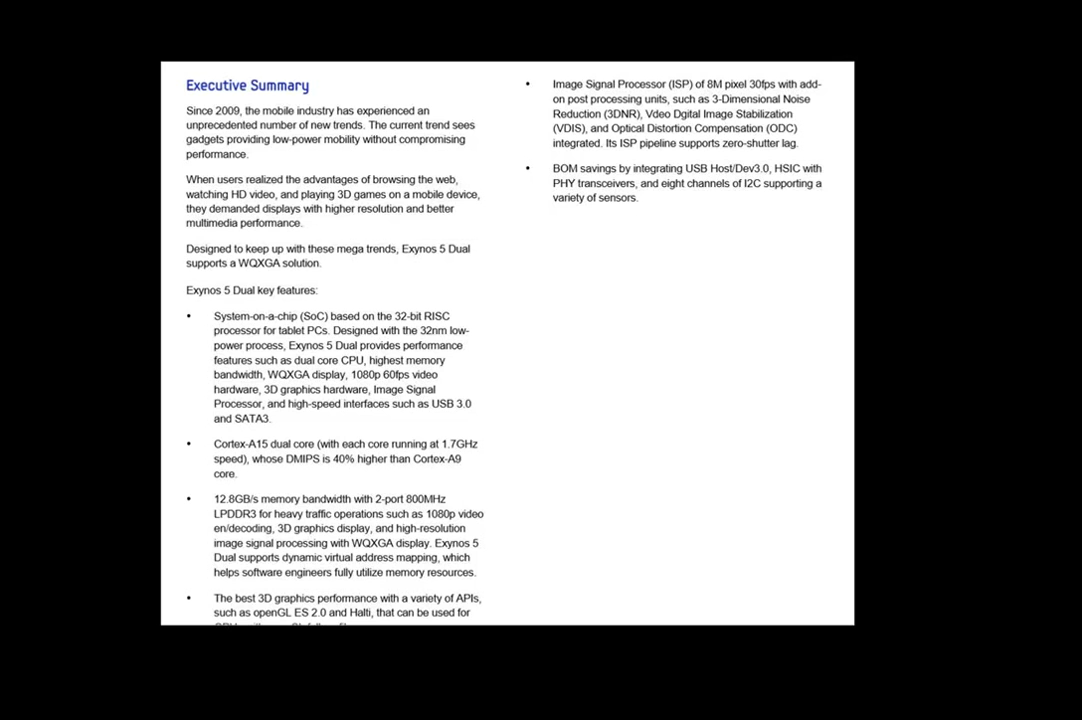 Executive Summary
Since 2009, the mobile industry has experienced an
unprecedented number of new trends. The current trend sees
gadgets providing low-power mobility without compromising
performance.
When users realized the advantages of browsing the web,
watching HD video, and playing 3D games on a mobile device,
they demanded displays with higher resolution and better
multimedia performance.
Designed to keep up with these mega trends, Exynos 5 Dual
supports a WQXGA solution.
Exynos 5 Dual key features:
• System-on-a-chip (SoC) based on the 32-bit RISC
processor for tablet PCs. Designed with the 32nm low-
power process, Exynos 5 Dual provides performance
features such as dual core CPU, highest memory
bandwidth, WQXGA display, 1080p 60fps video
hardware, 3D graphics hardware, Image Signal
Processor, and high-speed interfaces such as USB 3.0
and SATA3.
• Cortex-A15 dual core (with each core running at 1.7GHz
speed), whose DMIPS is 40% higher than Cortex-A9
core.
• 12.8GB/s memory bandwidth with 2-port 800MHz
LPDDR3 for heavy traffic operations such as 1080p video
en/decoding, 3D graphics display, and high-resolution
image signal processing with WQXGA display. Exynos 5
Dual supports dynamic virtual address mapping, which
helps software engineers fully utilize memory resources.
• The best 3D graphics performance with a variety of APIs,
such as openGL ES 2.0 and Halti, that can be used for
• Image Signal Processor (ISP) of 8M pixel 30fps with add-
on post processing units, such as 3-Dimensional Noise
Reduction (3DNR), Vdeo Dgital Image Stabilization
(VDIS), and Optical Distortion Compensation (ODC)
integrated. Its ISP pipeline supports zero-shutter lag.
• BOM savings by integrating USB Host/Dev3.0, HSIC with
PHY transceivers, and eight channels of I2C supporting a
variety of sensors.